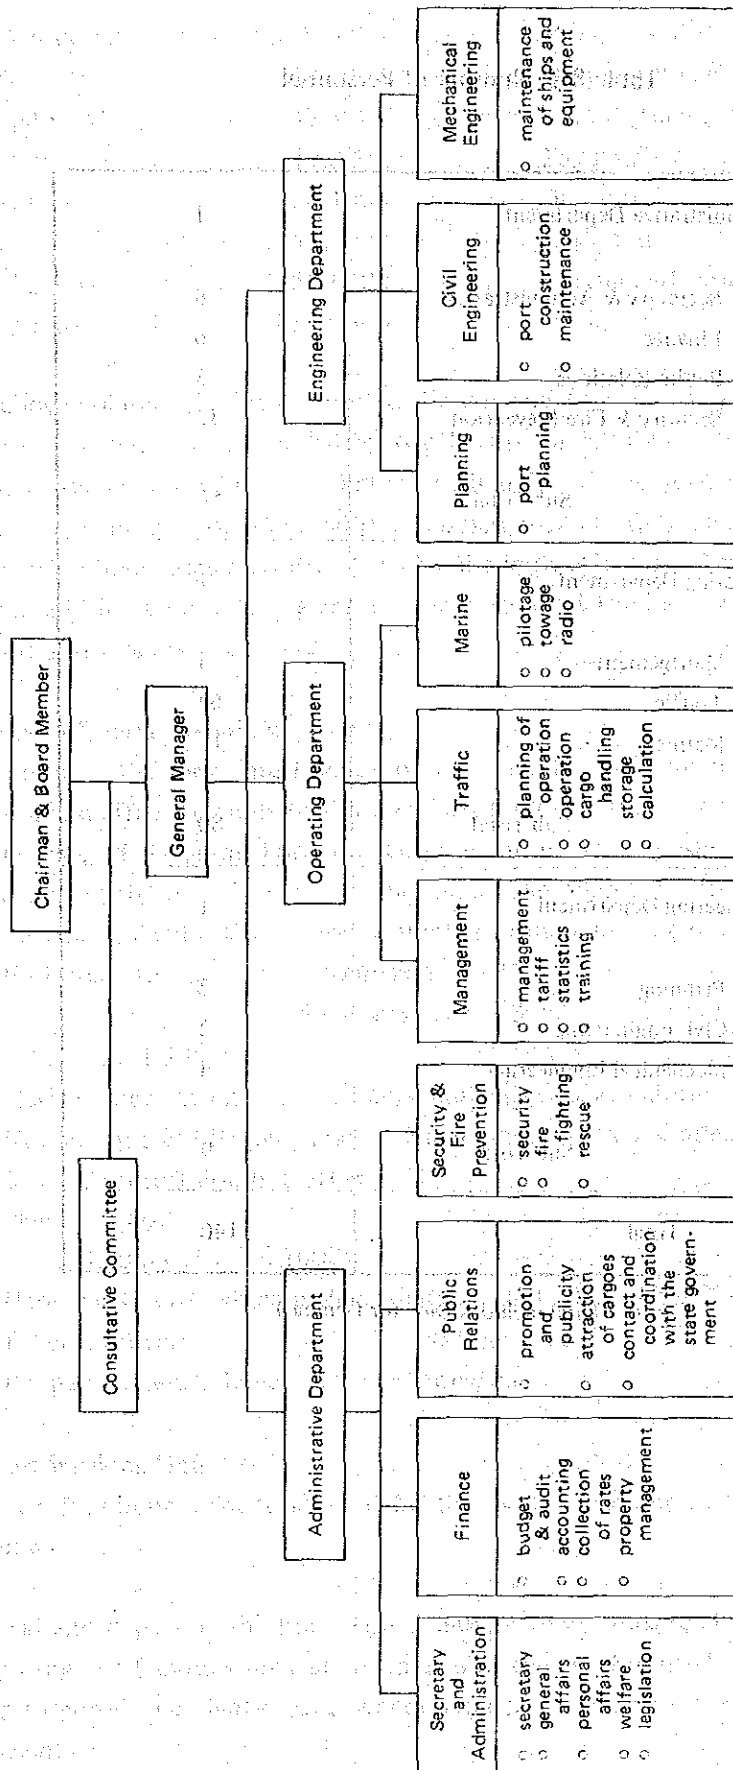 Chairman & Board Member
Consultative Committee
General Manager
Administrative Department
Operating Department
Engineering Department
Secretary
and
Administration
○ secretary
○ general
affairs
○ personal
affairs
○ welfare
○ legislation
Finance
○ budget
& audit
○ accounting
○ collection
of rates
○ property
management
Public
Relations
○ promotion
and
publicity
○ attraction
of cargoes
○ contact and
coordination
with the
state govern-
ment
Security &
Fire
Prevention
○ security
○ fire
fighting
○ rescue
Management
○ management
○ tariff
○ statistics
○ training
Traffic
○ planning of
operation
○ operation
○ cargo
handling
○ storage
○ calculation
Marine
○ pilotage
○ towage
○ radio
Planning
○ port
planning
Civil
Engineering
○ port
construction
○ maintenance
Mechanical
Engineering
○ maintenance
of ships and
equipment